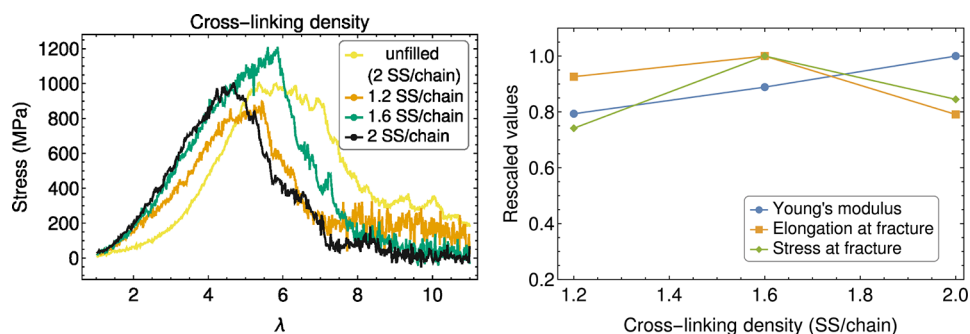 Cross-linking density
Stress (MPa)
1200
1000
800
600
400
200
0
2
4
6
8
10
λ
unfilled
(2 SS/chain)
1.2 SS/chain
1.6 SS/chain
2 SS/chain
Rescaled values
1.0
0.8
0.6
0.4
0.2
1.2
1.4
1.6
1.8
2.0
Cross-linking density (SS/chain)
Young's modulus
Elongation at fracture
Stress at fracture